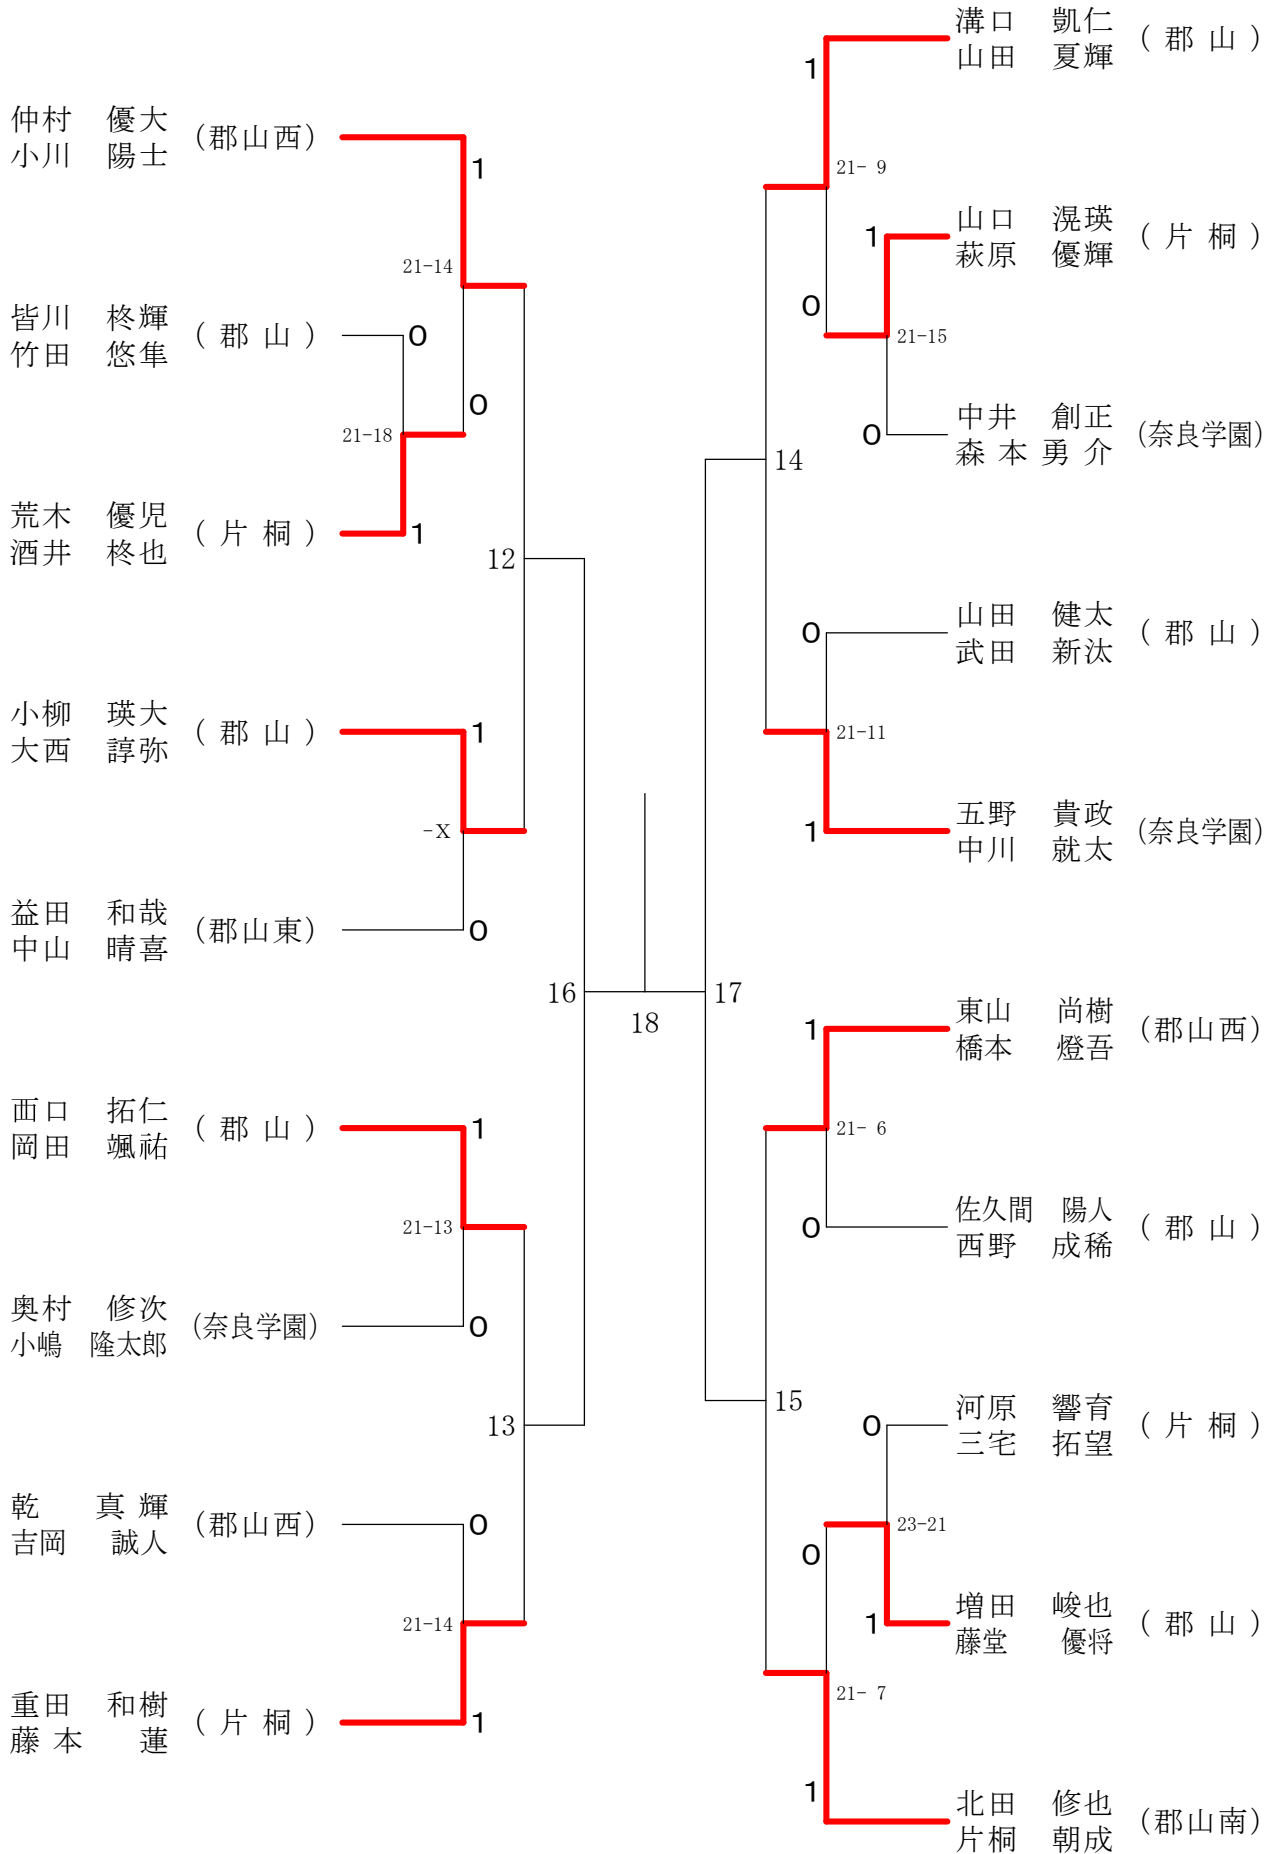 仲村 優大
小川 陽士
(郡山西)
1
21-14
皆川 柊輝
竹田 悠隼
(郡山)
0
0
21-18
荒木 優児
酒井 柊也
(片桐)
1
12
小柳 瑛大
大西 諄弥
(郡山)
1
-X
益田 和哉
中山 晴喜
(郡山東)
0
16
18
西口 拓仁
岡田 颯祐
(郡山)
1
21-13
奥村 修次
小嶋 隆太郎
(奈良学園)
0
13
乾 真輝
吉岡 誠人
(郡山西)
0
21-14
重田 和樹
藤本 蓮
(片桐)
1
溝口 凱仁
山田 夏輝
(郡山)
1
21- 9
山口 滉瑛
萩原 優輝
(片桐)
1
0
21-15
中井 創正
森本勇介
(奈良学園)
0
14
山田 健太
武田 新汰
(郡山)
0
21-11
五野 貴政
中川 就太
(奈良学園)
1
17
東山 尚樹
橋本 燈吾
(郡山西)
1
21- 6
佐久間 陽人
西野 成稀
(郡山)
0
15
河原 響育
三宅 拓望
(片桐)
0
23-21
0
増田 峻也
藤堂 優将
(郡山)
1
21- 7
北田 修也
片桐 朝成
(郡山南)
1